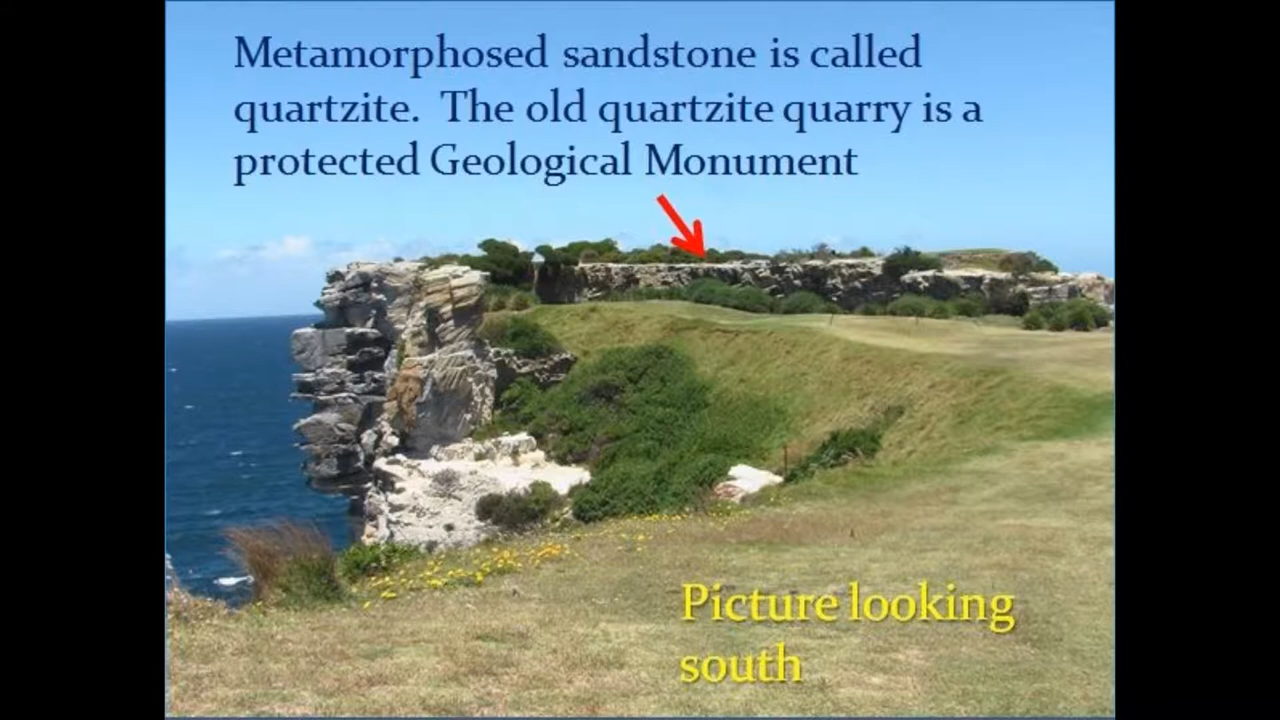 Metamorphosed sandstone is called
quartzite. The old quartzite quarry is a
protected Geological Monument
Picture looking
south